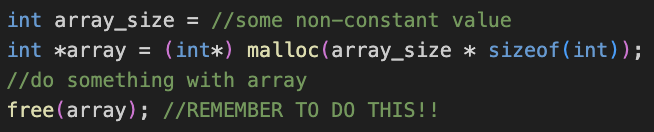 int array_size = //some non-constant value
int *array = (int*) malloc(array_size * sizeof(int));
//do something with array
free(array); //REMEMBER TO DO THIS!!